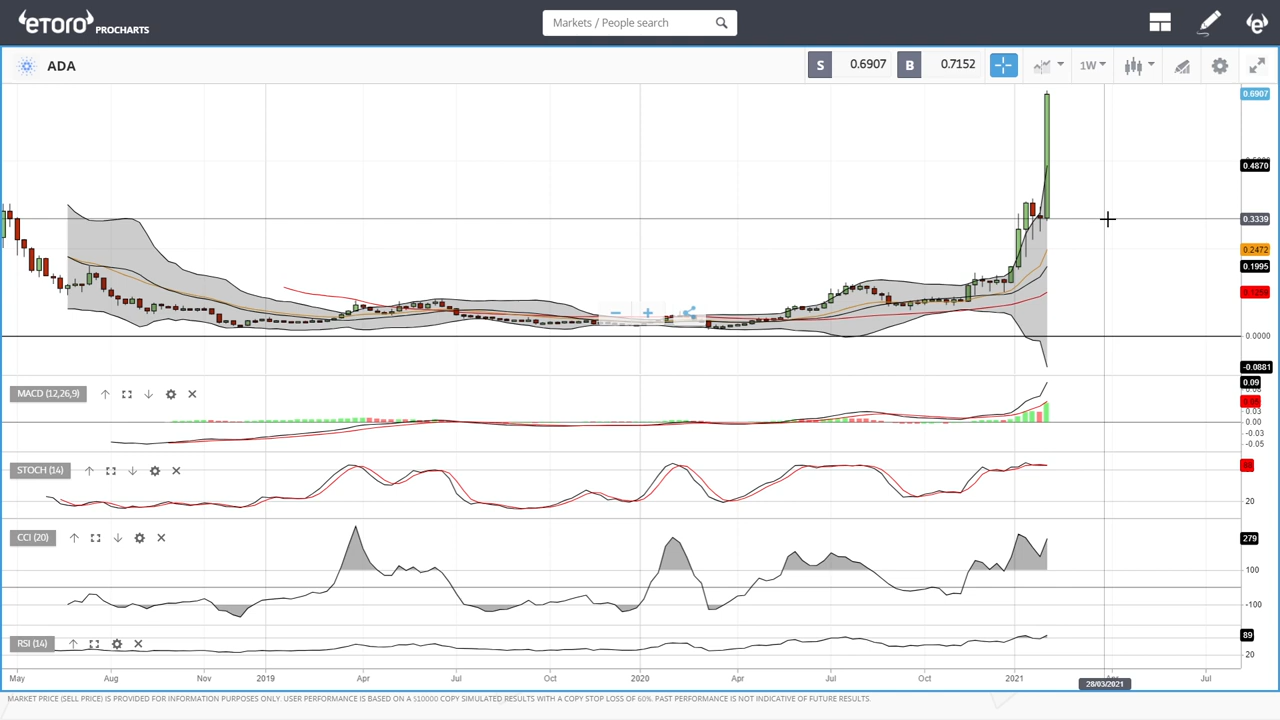 eToro PROCHARTS
Markets / People search
ADA
S 0.6907 B 0.7152
1W
0.6907
0.4870
0.3339
0.2472
0.1995
0.0000
-0.0881
MACD (12,26,9)
0.09
0.03
0.00
-0.03
-0.05
STOCH (14)
20
CCI (20)
279
100
-100
RSI (14)
89
20
May Aug Nov 2019 Apr Jul Oct 2020 Apr Jul Oct 2021 Jul
28/03/2021
MARKET PRICE (SELL PRICE) IS PROVIDED FOR INFORMATION PURPOSES ONLY. USER PERFORMANCE IS BASED ON A $10000 COPY SIMULATED RESULTS WITH A COPY STOP LOSS OF 60%. PAST PERFORMANCE IS NOT INDICATIVE OF FUTURE RESULTS.